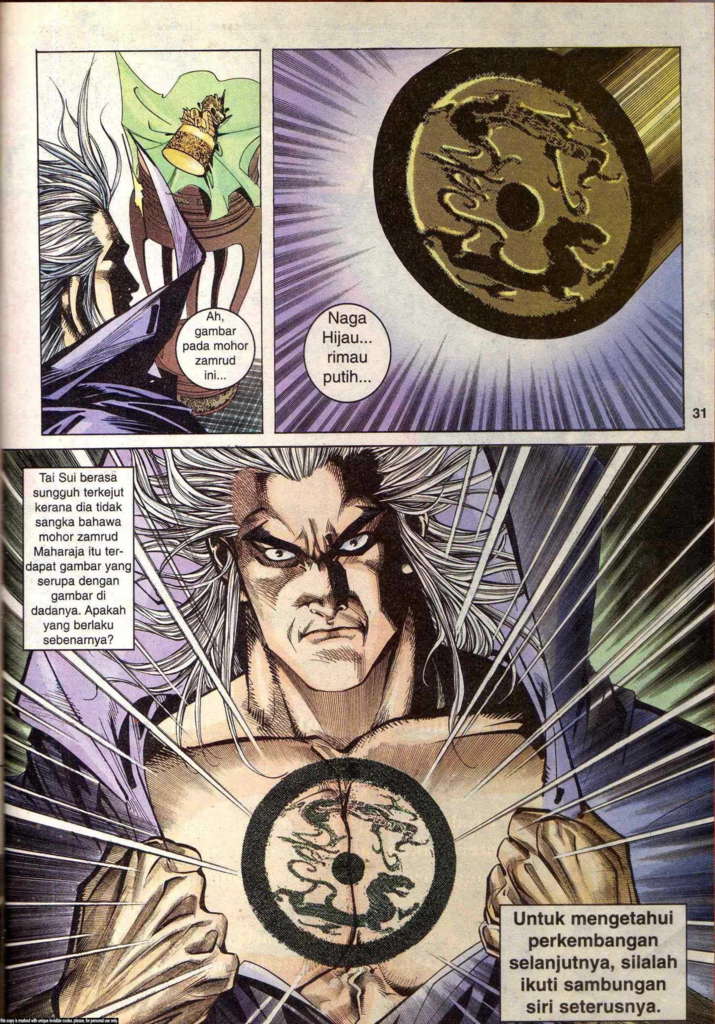 Ah,
gambar
pada mohor
zamrud
ini...
Naga
Hijau...
rimau
putih...
31
Tai Sui berasa
sungguh terkejut
kerana dia tidak
sangka bahawa
mohor zamrud
Maharaja itu ter-
dapat gambar yang
serupa dengan
gambar di
dadanya. Apakah
yang berlaku
sebenarnya?
Untuk mengetahui
perkembangan
selanjutnya, silalah
ikuti sambungan
siri seterusnya.